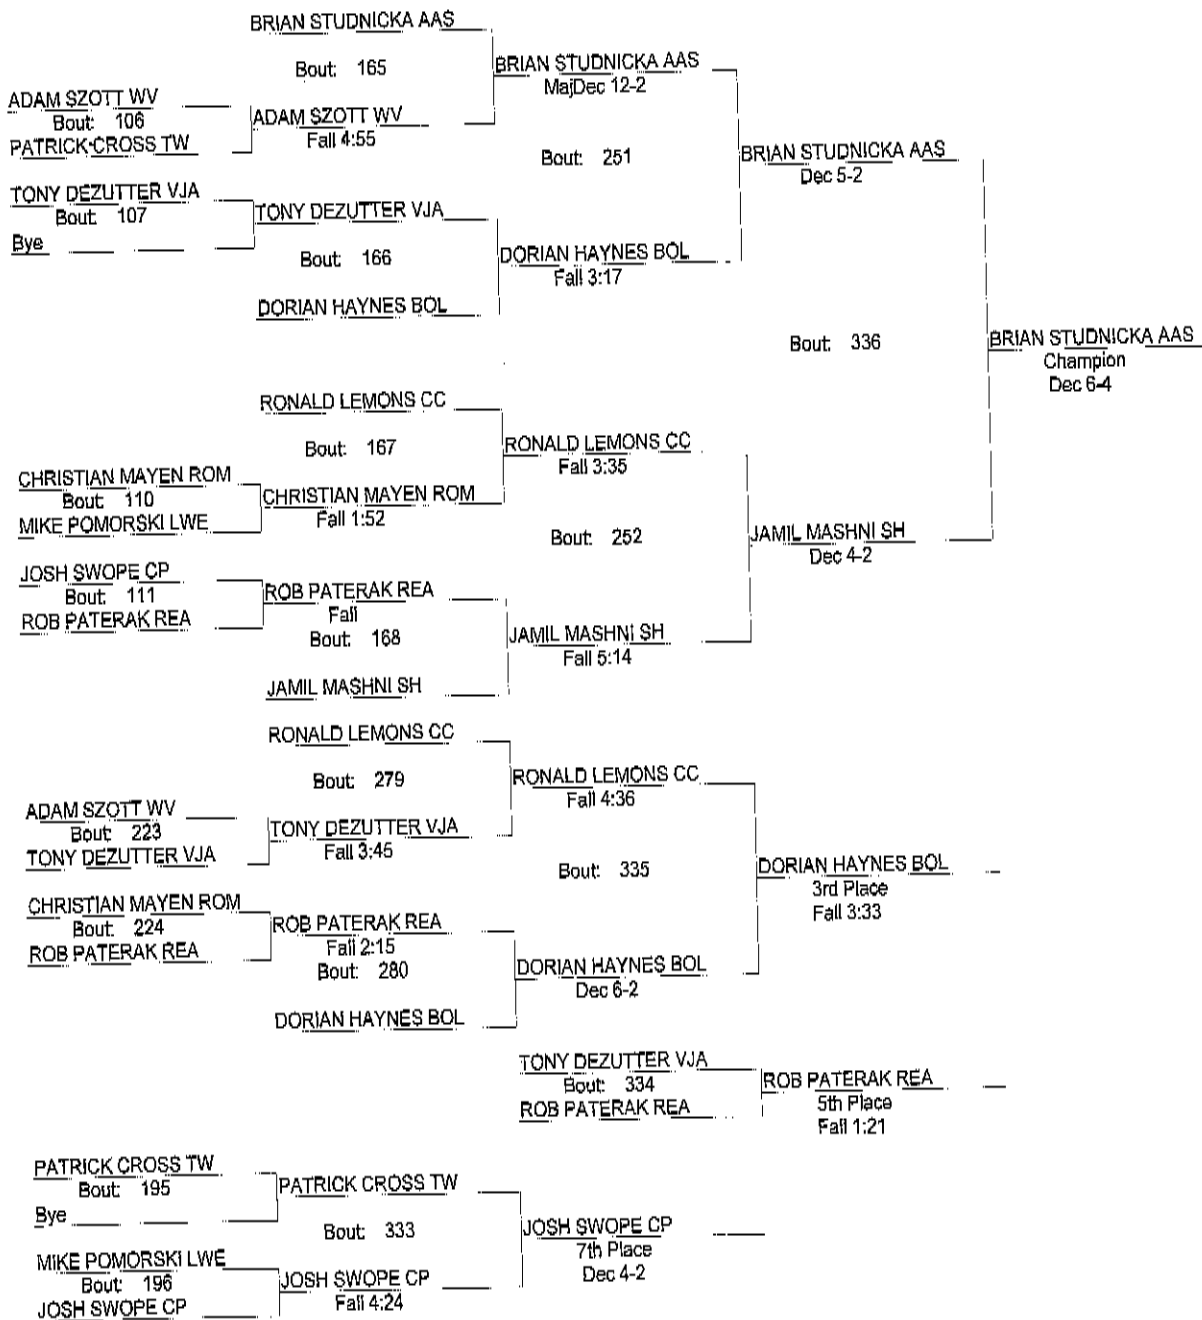 BRIAN STUDNICKA AAS
Bout: 165
BRIAN STUDNICKA AAS
MajDec 12-2
ADAM SZOTT WV
Bout: 106
PATRICK CROSS TW
ADAM SZOTT WV
Fall 4:55
Bout: 251
BRIAN STUDNICKA AAS
Dec 5-2
TONY DEZUTTER VJA
Bout: 107
Bye
TONY DEZUTTER VJA
Bout: 166
DORIAN HAYNES BOL
Fall 3:17
DORIAN HAYNES BOL
Bout: 336
BRIAN STUDNICKA AAS
Champion
Dec 6-4
RONALD LEMONS CC
Bout: 167
RONALD LEMONS CC
Fall 3:35
CHRISTIAN MAYEN ROM
Bout: 110
MIKE POMORSKI LWE
CHRISTIAN MAYEN ROM
Fall 1:52
Bout: 252
JAMIL MASHNI SH
Dec 4-2
JOSH SWOPE CP
Bout: 111
ROB PATERAK REA
ROB PATERAK REA
Fall
Bout: 168
JAMIL MASHNI SH
Fall 5:14
JAMIL MASHNI SH
RONALD LEMONS CC
Bout: 279
RONALD LEMONS CC
Fall 4:36
ADAM SZOTT WV
Bout: 223
TONY DEZUTTER VJA
TONY DEZUTTER VJA
Fall 3:45
Bout: 335
DORIAN HAYNES BOL
3rd Place
Fall 3:33
CHRISTIAN MAYEN ROM
Bout: 224
ROB PATERAK REA
ROB PATERAK REA
Fall 2:15
Bout: 280
DORIAN HAYNES BOL
Dec 6-2
DORIAN HAYNES BOL
TONY DEZUTTER VJA
Bout: 334
ROB PATERAK REA
ROB PATERAK REA
5th Place
Fall 1:21
PATRICK CROSS TW
Bout: 195
Bye
PATRICK CROSS TW
Bout: 333
JOSH SWOPE CP
7th Place
Dec 4-2
MIKE POMORSKI LWE
Bout: 196
JOSH SWOPE CP
JOSH SWOPE CP
Fall 4:24